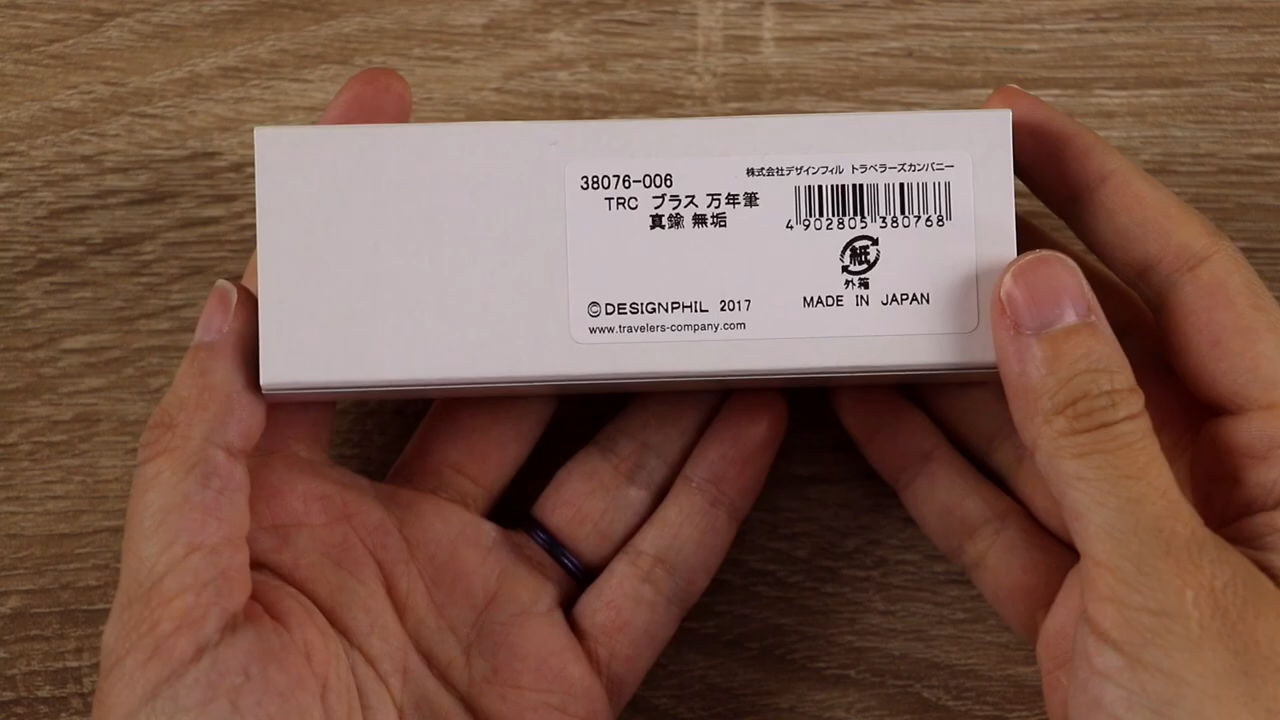 株式会社デザインフィル トラベラーズカンパニー
38076-006
TRC ブラス 万年筆
真鍮 無垢
4 902805 380768
紙
外箱
©DESIGNPHIL 2017
MADE IN JAPAN
www.travelers-company.com